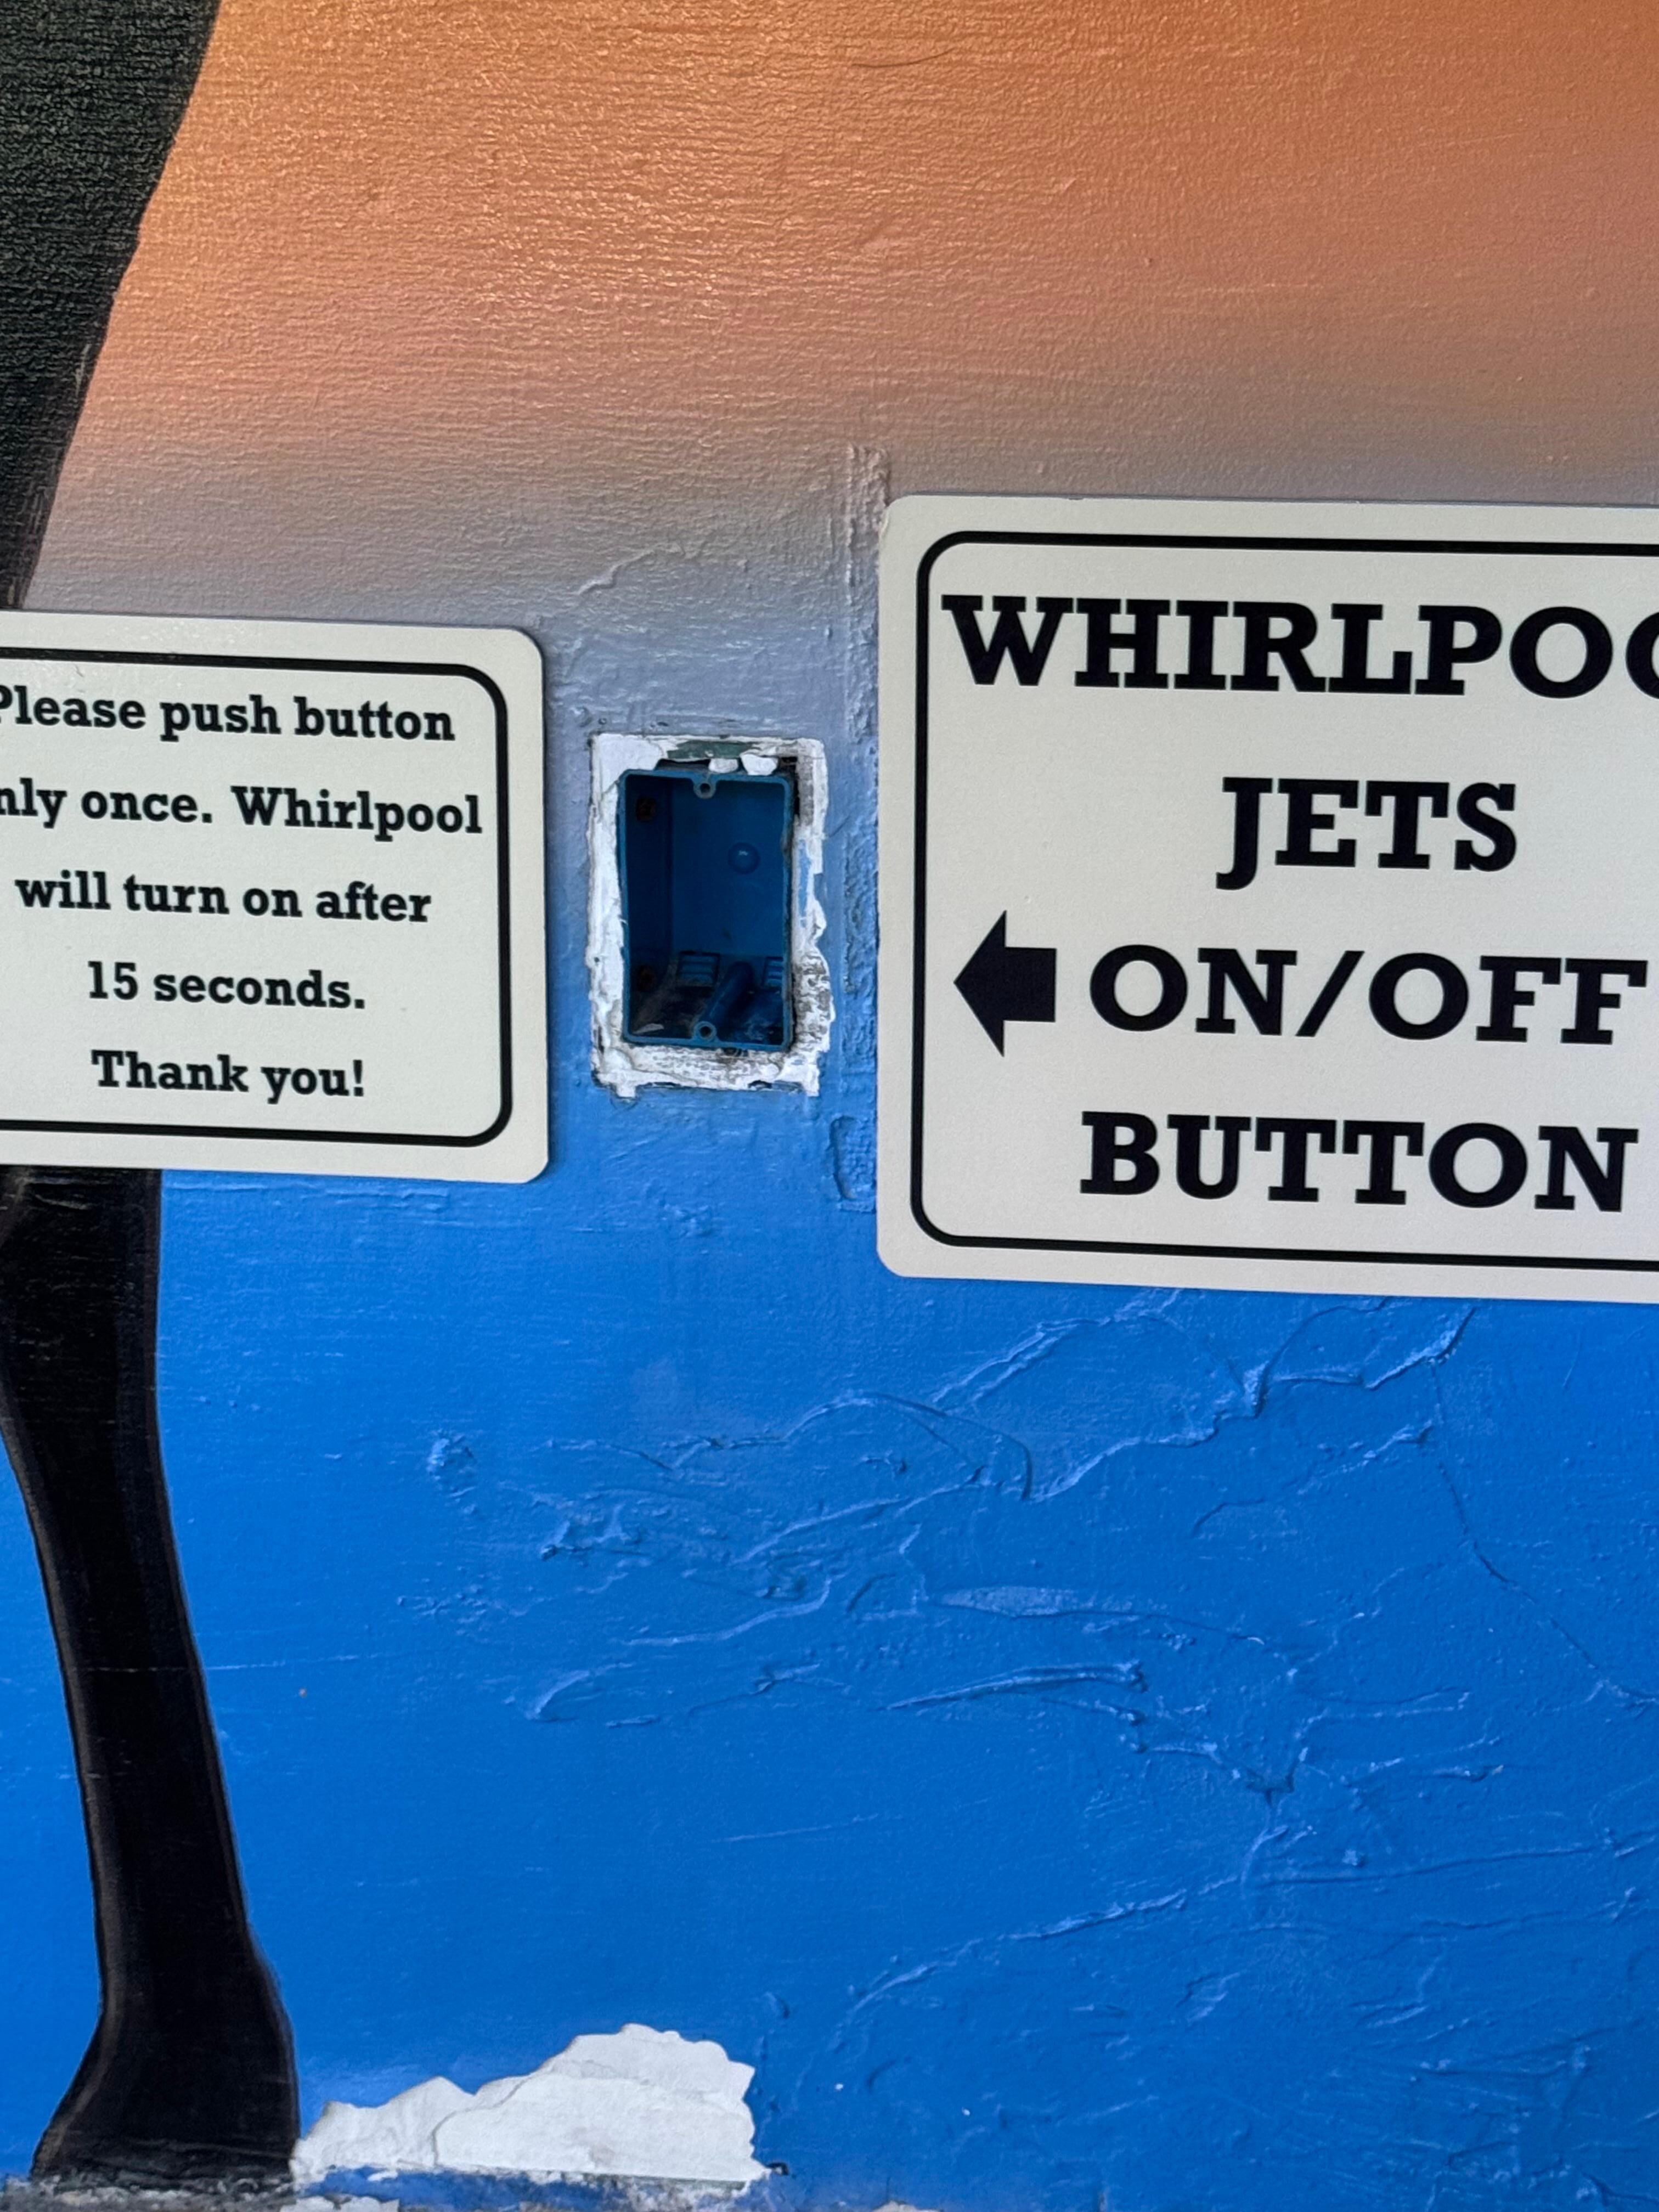 Please push button
nly once. Whirlpool
will turn on after
15 seconds.
Thank you!
WHIRLPOO
JETS
ON/OFF
BUTTON